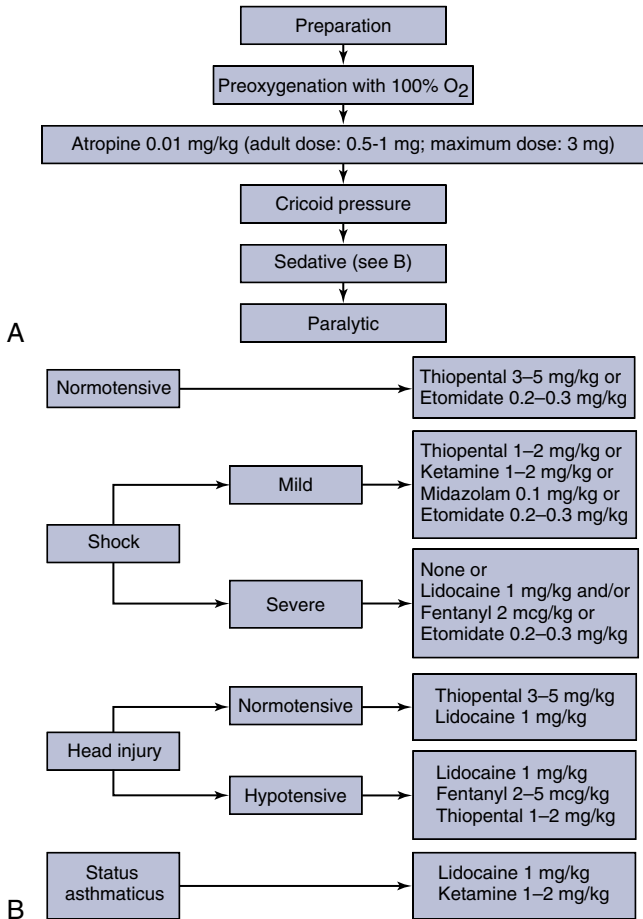 Preparation
Preoxygenation with 100% O2
Atropine 0.01 mg/kg (adult dose: 0.5-1 mg; maximum dose: 3 mg)
Cricoid pressure
Sedative (see B)
Paralytic
A
Normotensive
Thiopental 3–5 mg/kg or
Etomidate 0.2–0.3 mg/kg
Shock
Mild
Thiopental 1–2 mg/kg or
Ketamine 1–2 mg/kg or
Midazolam 0.1 mg/kg or
Etomidate 0.2–0.3 mg/kg
Severe
None or
Lidocaine 1 mg/kg and/or
Fentanyl 2 mcg/kg or
Etomidate 0.2–0.3 mg/kg
Head injury
Normotensive
Thiopental 3–5 mg/kg
Lidocaine 1 mg/kg
Hypotensive
Lidocaine 1 mg/kg
Fentanyl 2–5 mcg/kg
Thiopental 1–2 mg/kg
Status
asthmaticus
Lidocaine 1 mg/kg
Ketamine 1–2 mg/kg
B